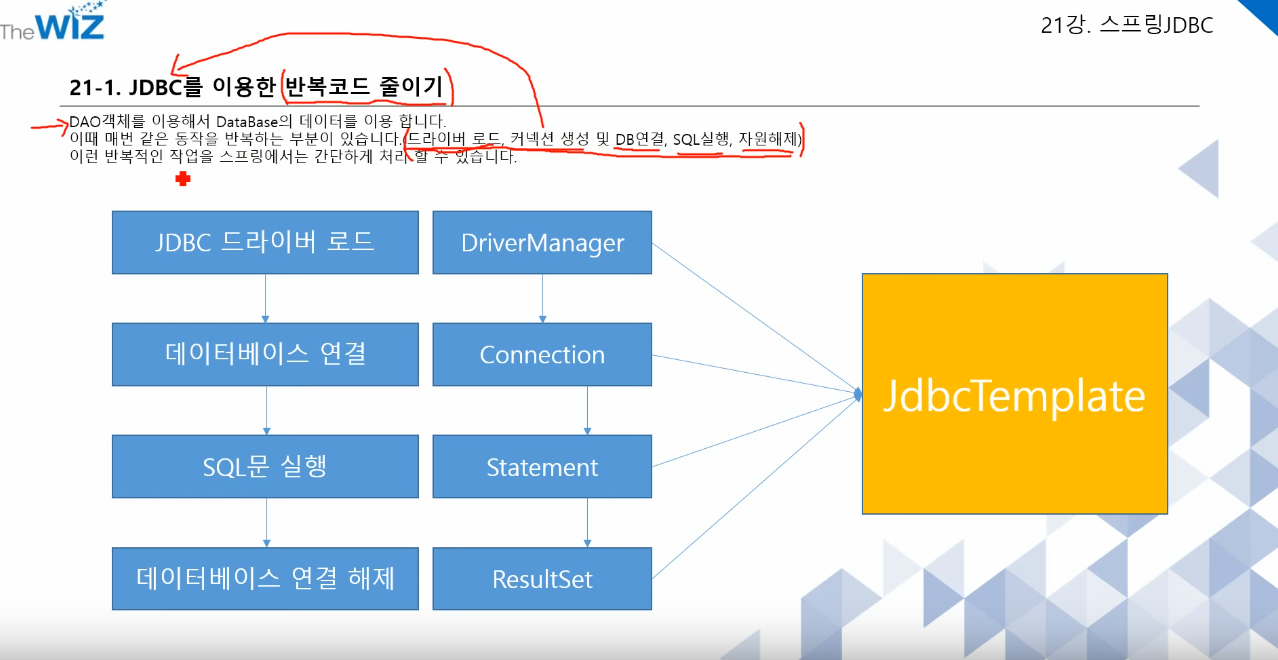 TheWIZ
21강. 스프링JDBC
21-1. JDBC를 이용한 반복코드 줄이기
DAO객체를 이용해서 DataBase의 데이터를 이용 합니다.
이때 매번 같은 동작을 반복하는 부분이 있습니다.(드라이버 로드, 커넥션 생성 및 DB연결, SQL실행, 자원해제)
이런 반복적인 작업을 스프링에서는 간단하게 처리 할 수 있습니다.
JDBC 드라이버 로드
DriverManager
데이터베이스 연결
Connection
JdbcTemplate
SQL문 실행
Statement
데이터베이스 연결 해제
ResultSet